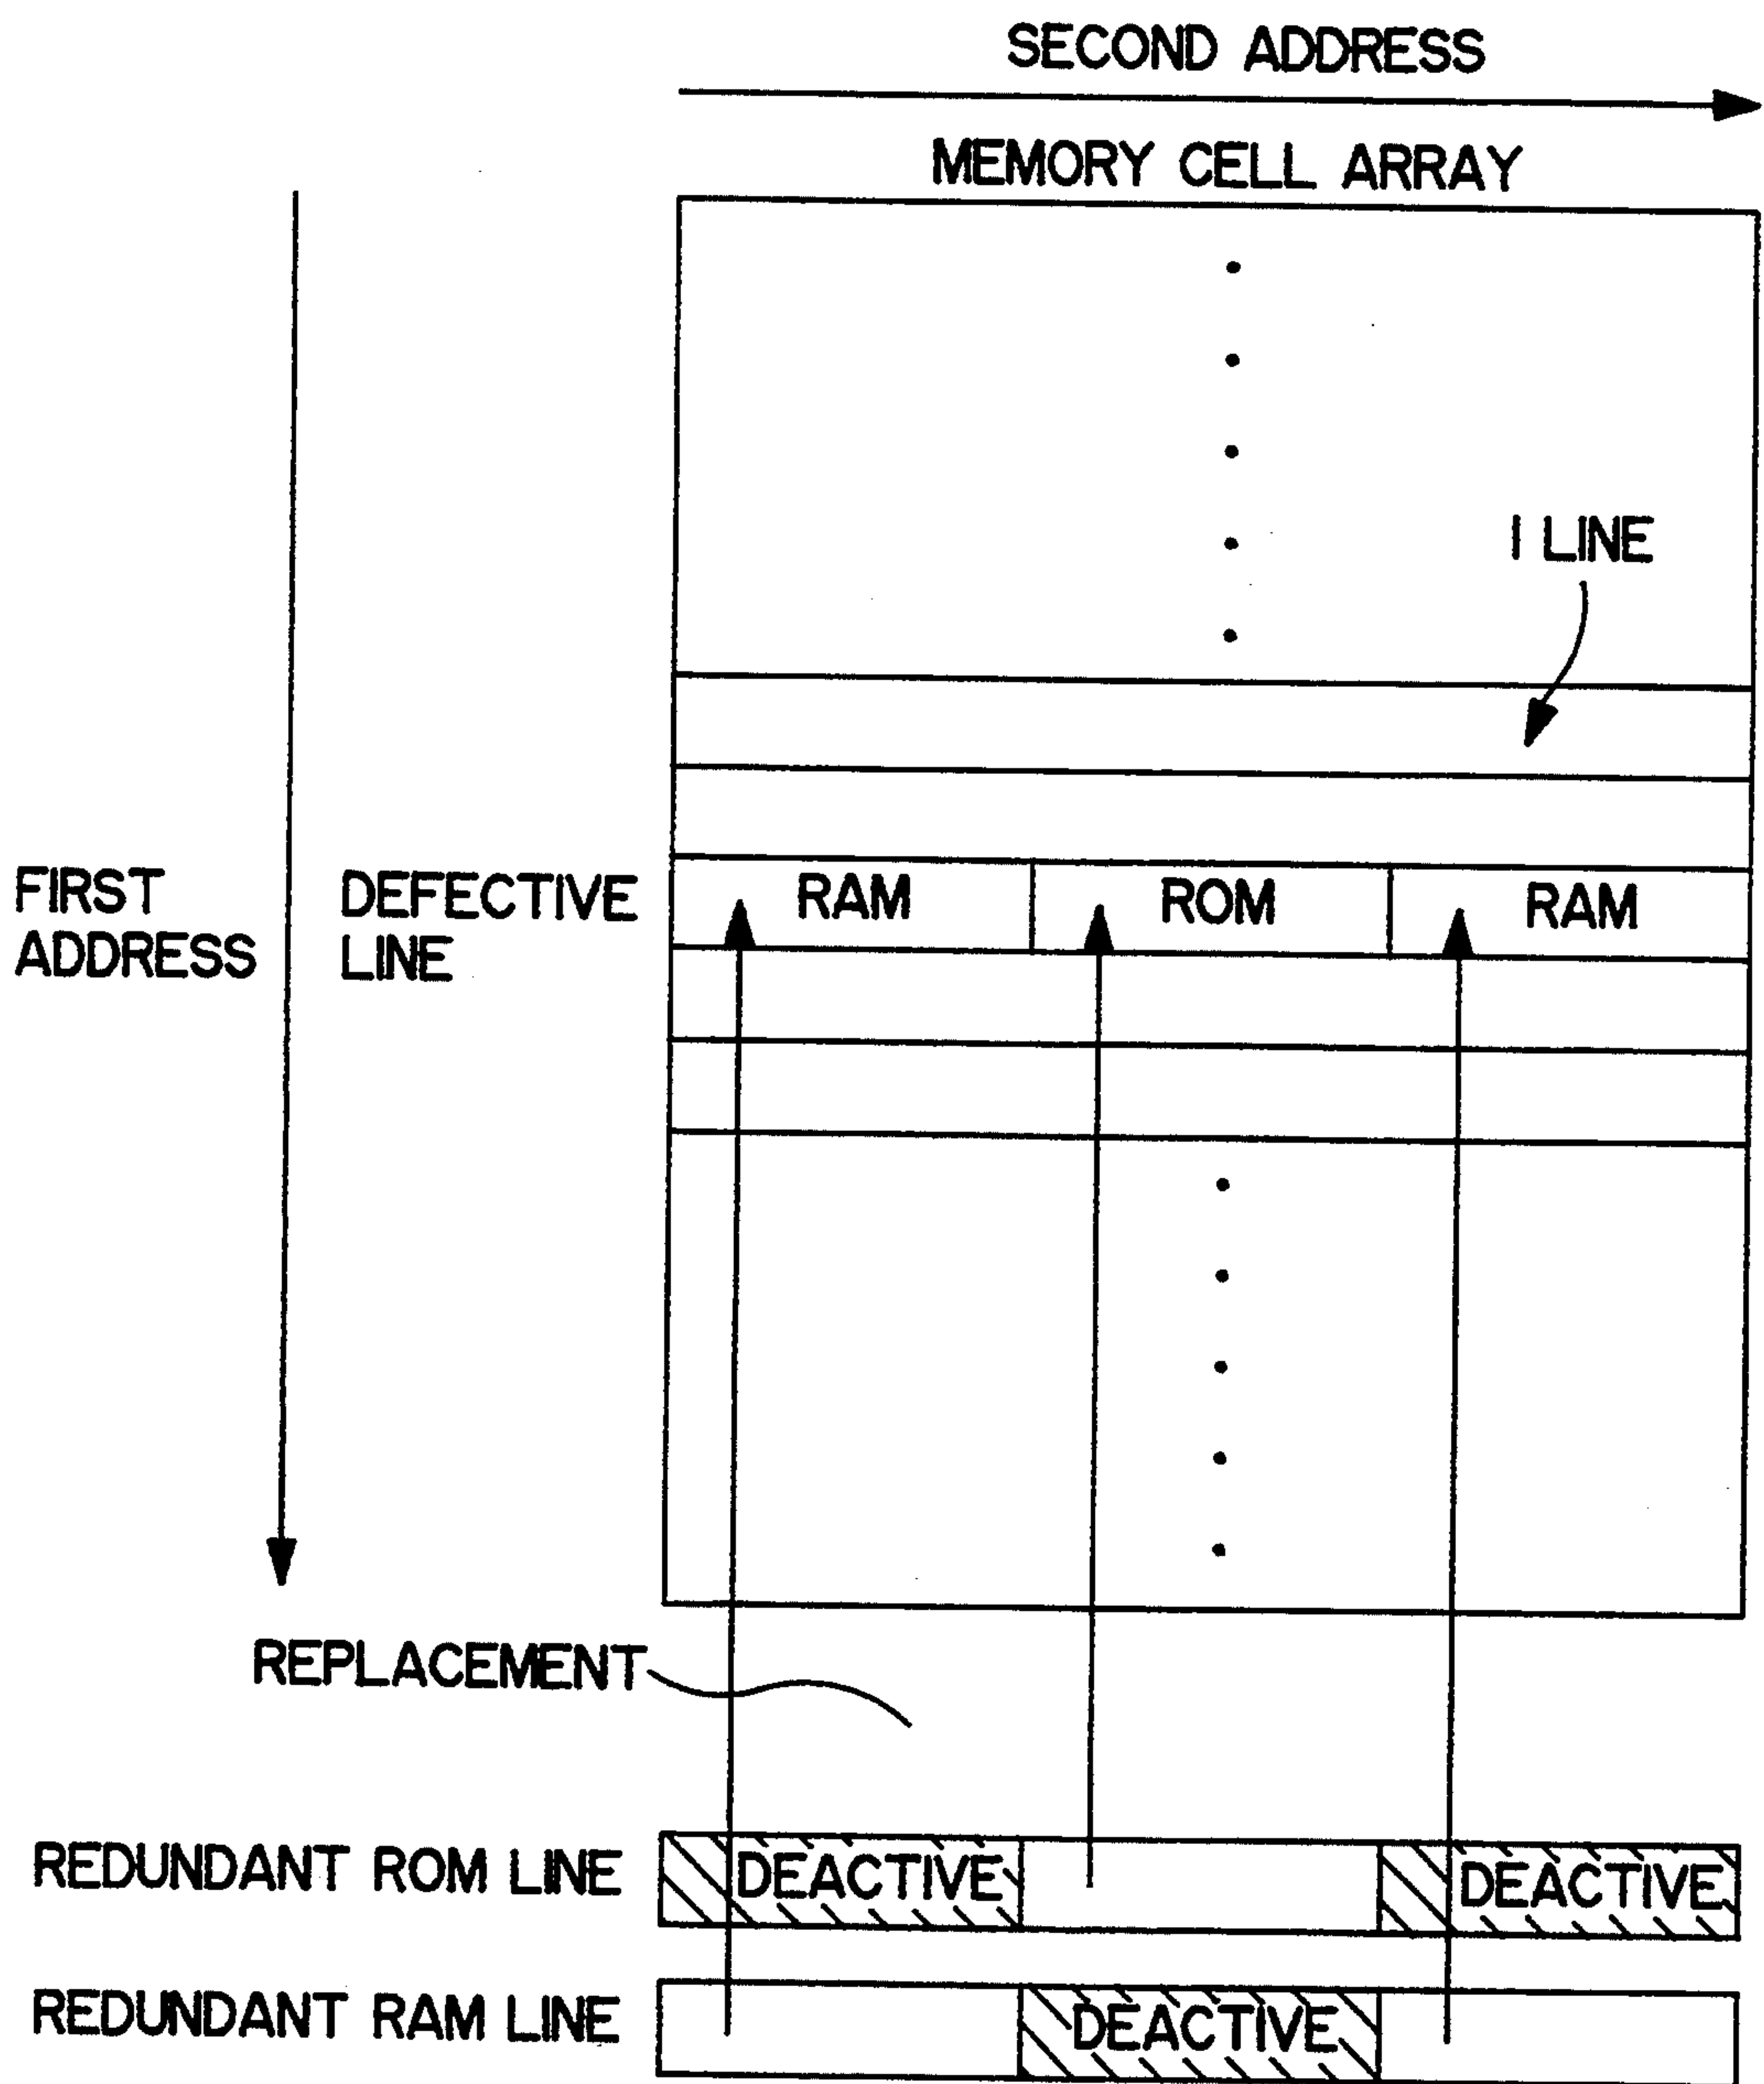 SECOND ADDRESS
MEMORY CELL ARRAY
1 LINE
FIRST
ADDRESS
DEFECTIVE
LINE
RAM
ROM
RAM
REPLACEMENT
REDUNDANT ROM LINE
DEACTIVE
DEACTIVE
REDUNDANT RAM LINE
DEACTIVE